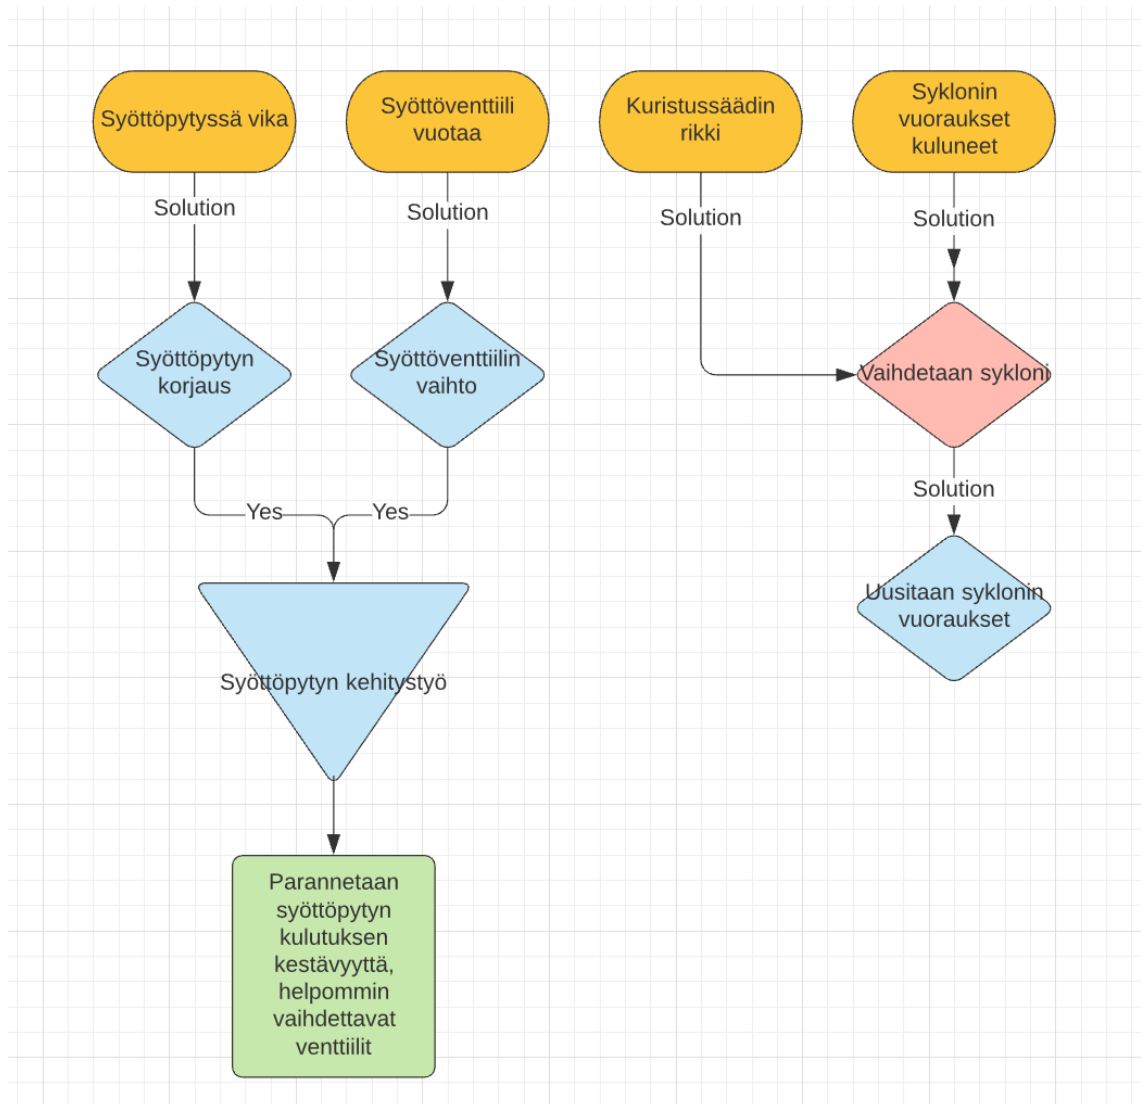 Syöttöpytyssä vika
Syöttöventtiili
vuotaa
Kuristussäädin
rikki
Syklonin
vuoraukset
kuluneet
Solution
Solution
Solution
Solution
Syöttöpytyn
korjaus
Syöttöventtiilin
vaihto
Vaihdetaan sykloni
Yes
Yes
Solution
Uusitaan syklonin
vuoraukset
Syöttöpytyn kehitystyö
Parannetaan
syöttöpytyn
kulutuksen
kestävyyttä,
helpommin
vaihdettavat
venttiilit